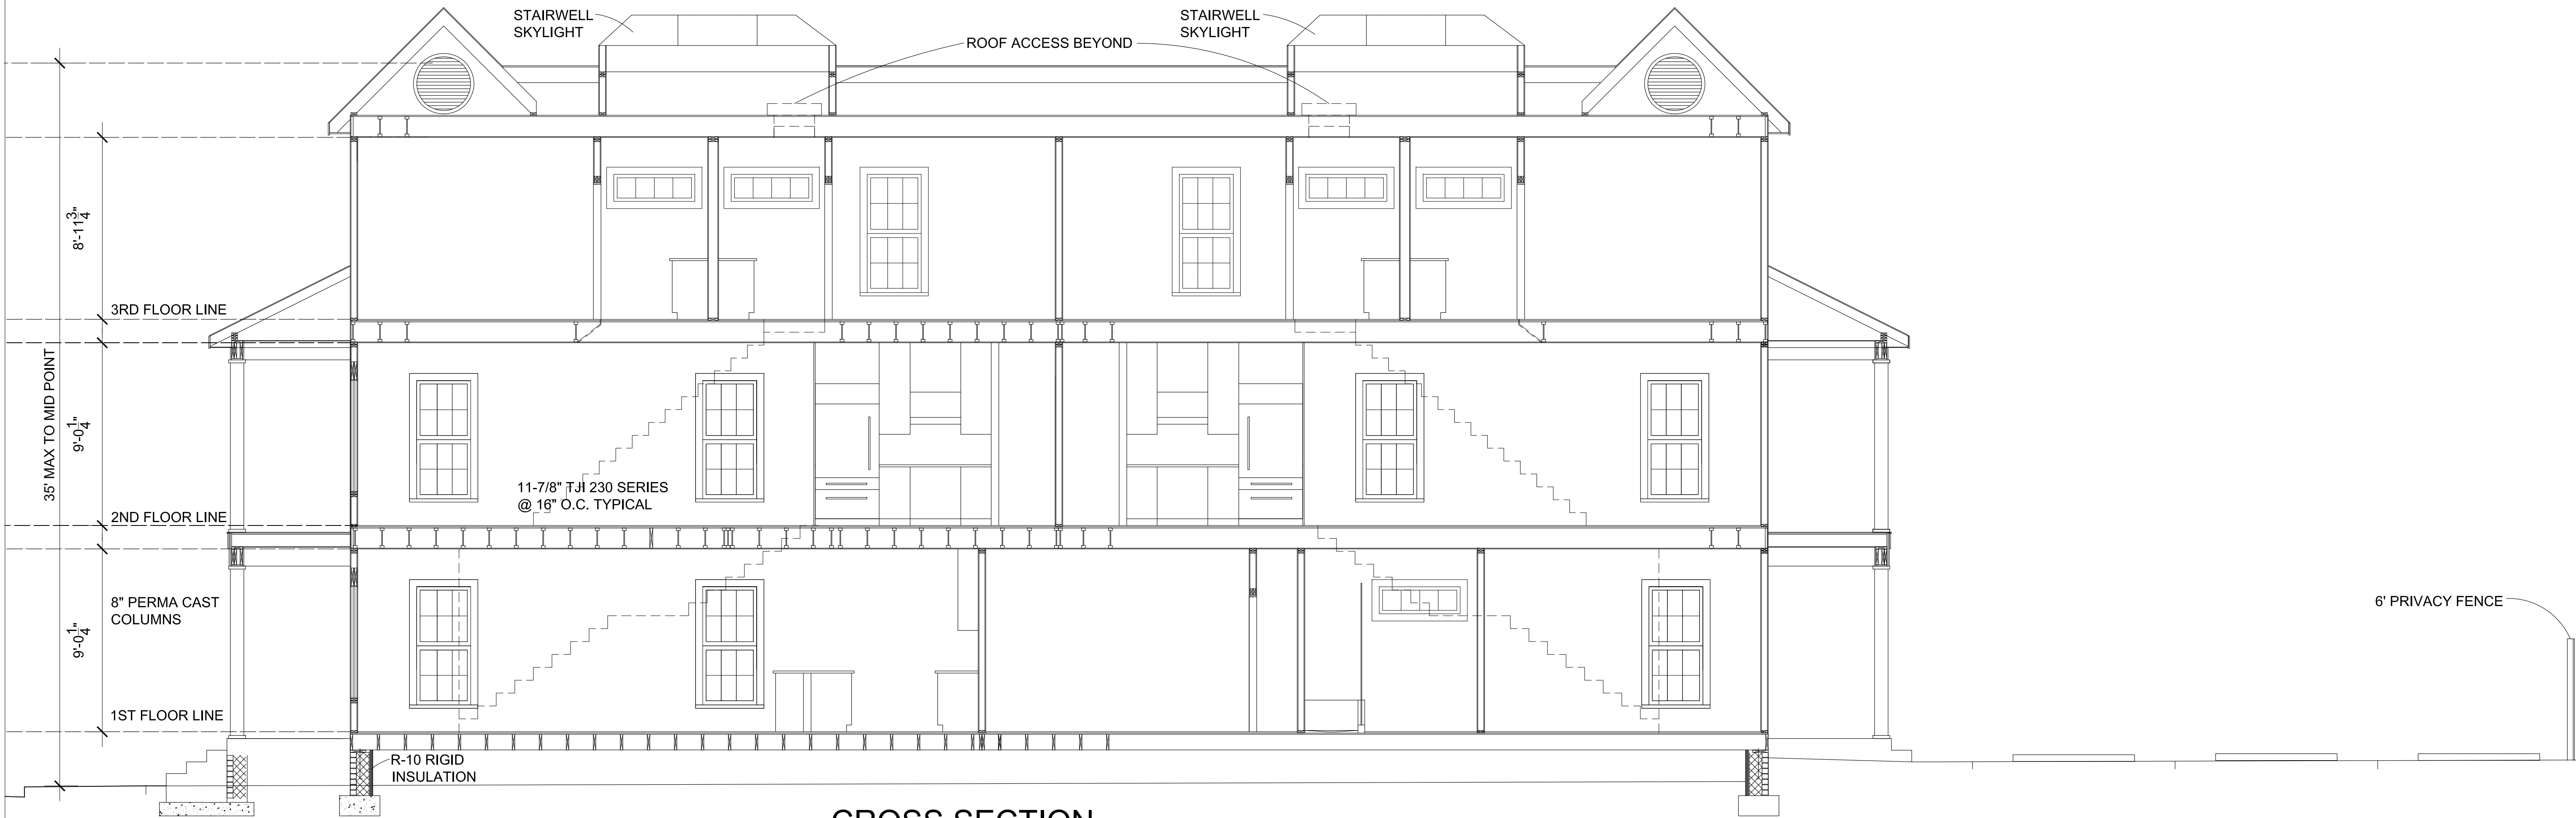 STAIRWELL
SKYLIGHT
STAIRWELL
SKYLIGHT
ROOF ACCESS BEYOND
8'-11 3/4"
3RD FLOOR LINE
35' MAX TO MID POINT
9'-0 1/4"
11-7/8" TJI 230 SERIES
@ 16" O.C. TYPICAL
2ND FLOOR LINE
8" PERMA CAST
COLUMNS
9'-0 1/4"
6' PRIVACY FENCE
1ST FLOOR LINE
R-10 RIGID
INSULATION
CROSS SECTION